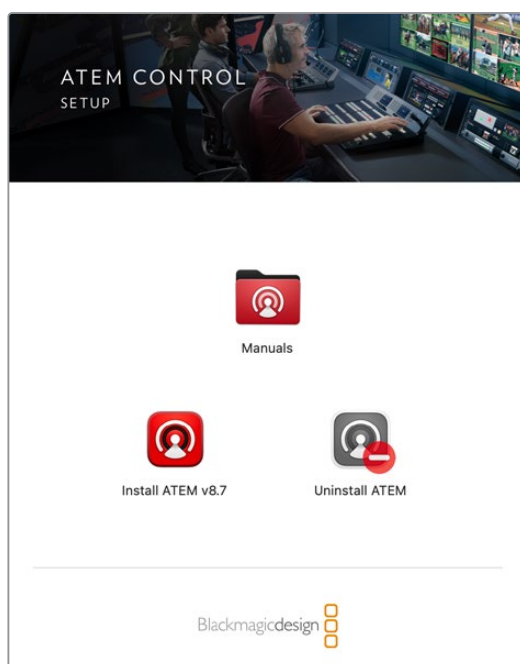 ATEM CONTROL
SETUP
Manuals
Install ATEM v8.7
Uninstall ATEM
Blackmagicdesign